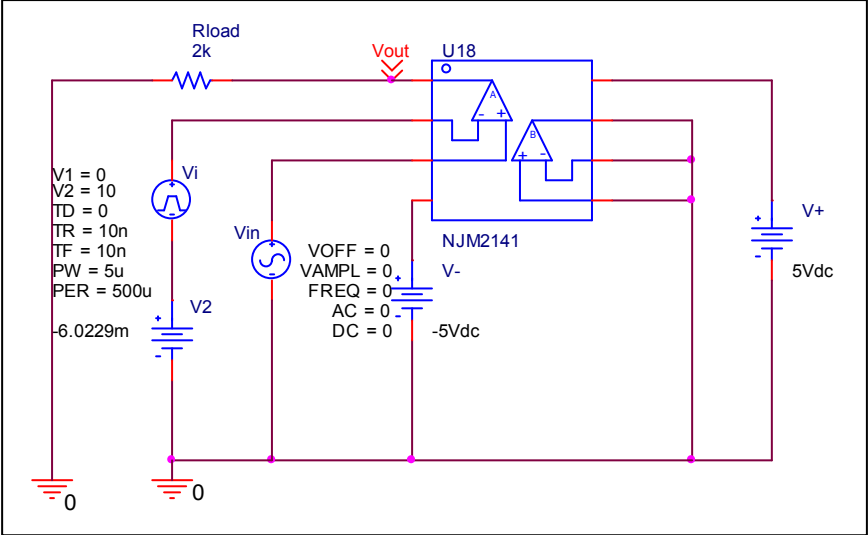 Rload
2k
Vout
U18
A
- +
B
+ -
V1 = 0
V2 = 10
TD = 0
TR = 10n
TF = 10n
PW = 5u
PER = 500u
Vi
+
-
Vin
+
-
VOFF = 0
VAMPL = 0
FREQ = 0
AC = 0
DC = 0
NJM2141
V-
+
-
-5Vdc
V+
+
-
5Vdc
V2
+
-
-6.0229m
0
0